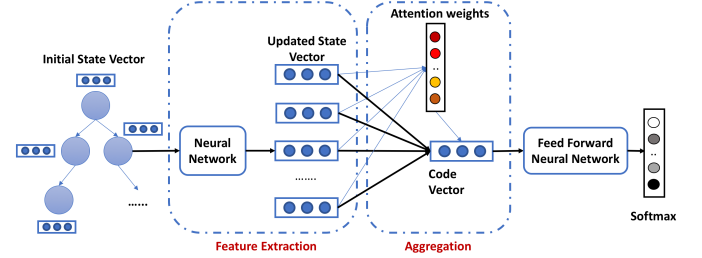 Attention weights
Initial State Vector
Updated State
Vector
..
Neural
Network
Feed Forward
Neural Network
..
…….
Code
Vector
......
Softmax
Feature Extraction
Aggregation